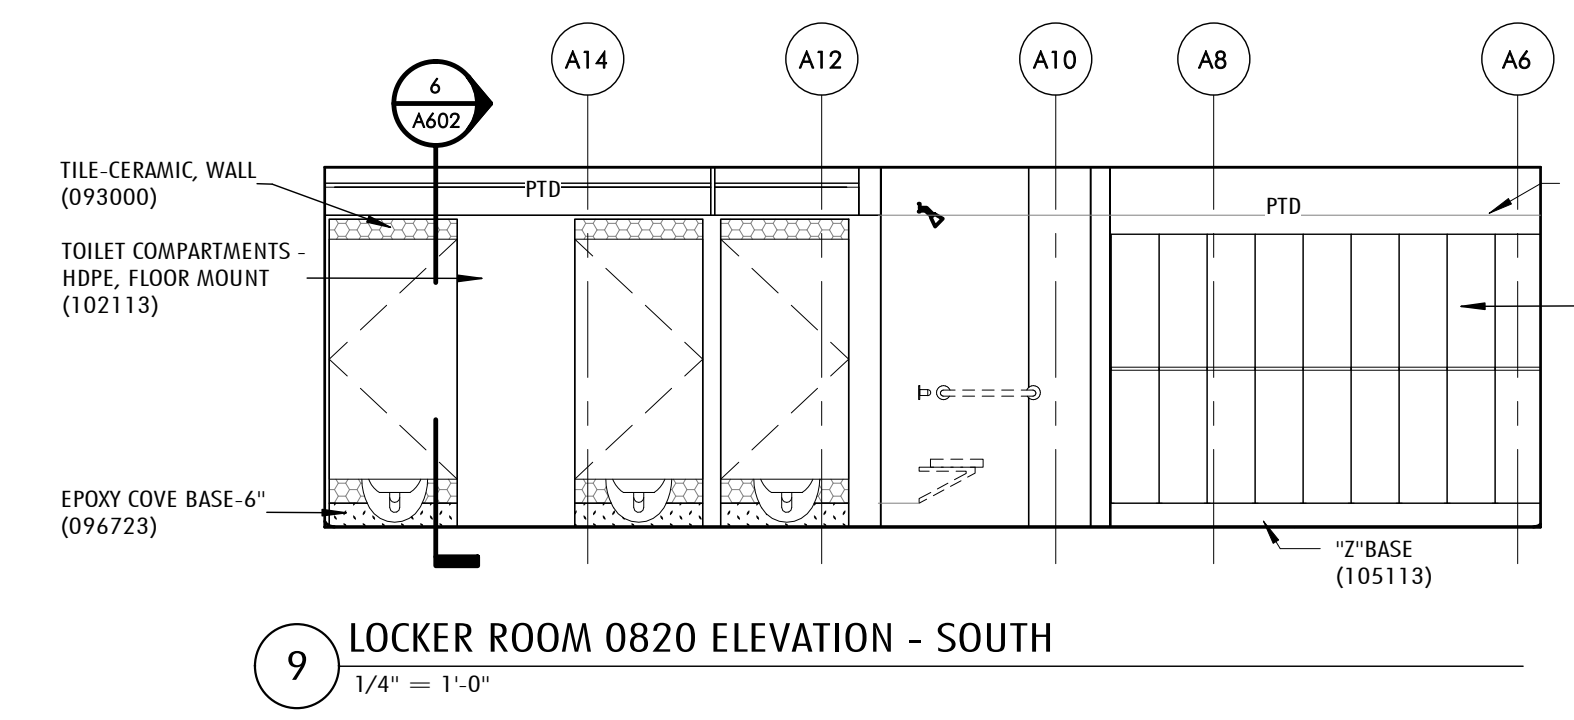 A14
A12
A10
A8
A6
6
A602
TILE-CERAMIC, WALL
(093000)
PTD
PTD
TOILET COMPARTMENTS -
HDPE, FLOOR MOUNT
(102113)
EPOXY COVE BASE-6"
(096723)
"Z"BASE
(105113)
9
LOCKER ROOM 0820 ELEVATION - SOUTH
1/4" = 1'-0"